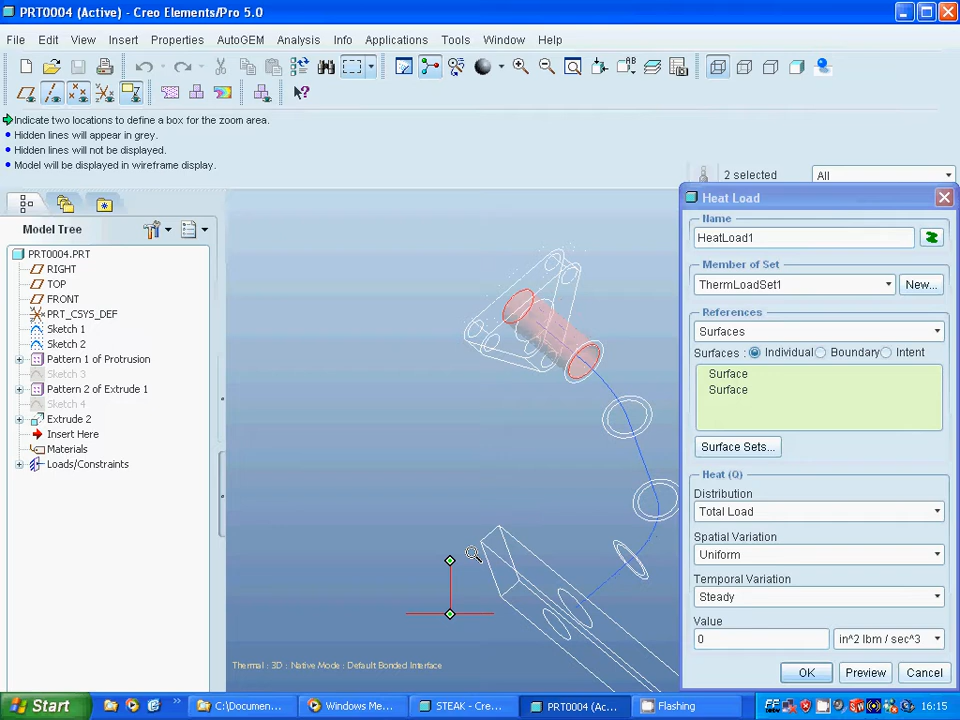 PRT0004 (Active) - Creo Elements/Pro 5.0
File Edit View Insert Properties AutoGEM Analysis Info Applications Tools Window Help
Indicate two locations to define a box for the zoom area.
Hidden lines will appear in grey.
Hidden lines will not be displayed.
Model will be displayed in wireframe display.
2 selected
All
Model Tree
PRT0004.PRT
RIGHT
TOP
FRONT
PRT_CSYS_DEF
Sketch 1
Sketch 2
Pattern 1 of Protrusion
Sketch 3
Pattern 2 of Extrude 1
Sketch 4
Extrude 2
Insert Here
Materials
Loads/Constraints
Thermal : 3D : Native Mode : Default Bonded Interface
Heat Load
Name
HeatLoad1
Member of Set
ThermLoadSet1 New...
References
Surfaces
Surfaces: Individual Boundary Intent
Surface
Surface
Surface Sets...
Heat (Q)
Distribution
Total Load
Spatial Variation
Uniform
Temporal Variation
Steady
Value
0 in^2 lbm / sec^3
OK Preview Cancel
Start C:\Documen... Windows Me... STEAK - Cre... PRT0004 (Ac... Flashing 16:15